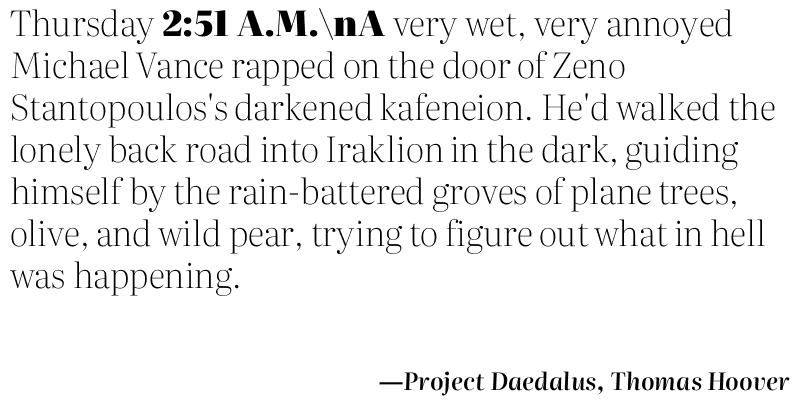 Thursday 2:51 A.M.\nA very wet, very annoyed
Michael Vance rapped on the door of Zeno
Stantopoulos's darkened kafeneion. He'd walked the
lonely back road into Iraklion in the dark, guiding
himself by the rain-battered groves of plane trees,
olive, and wild pear, trying to figure out what in hell
was happening.
—Project Daedalus, Thomas Hoover